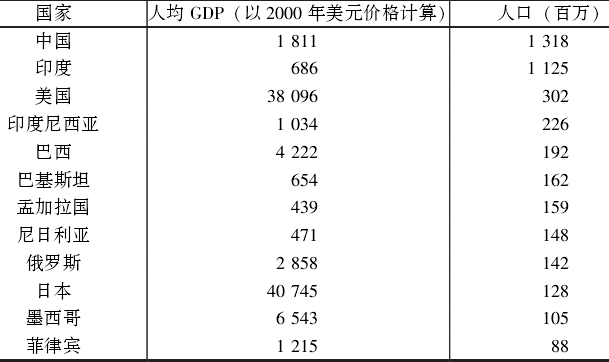 国家 人均 GDP（以 2000 年美元价格计算） 人口（百万）
中国 1 811 1 318
印度 686 1 125
美国 38 096 302
印度尼西亚 1 034 226
巴西 4 222 192
巴基斯坦 654 162
孟加拉国 439 159
尼日利亚 471 148
俄罗斯 2 858 142
日本 40 745 128
墨西哥 6 543 105
菲律宾 1 215 88